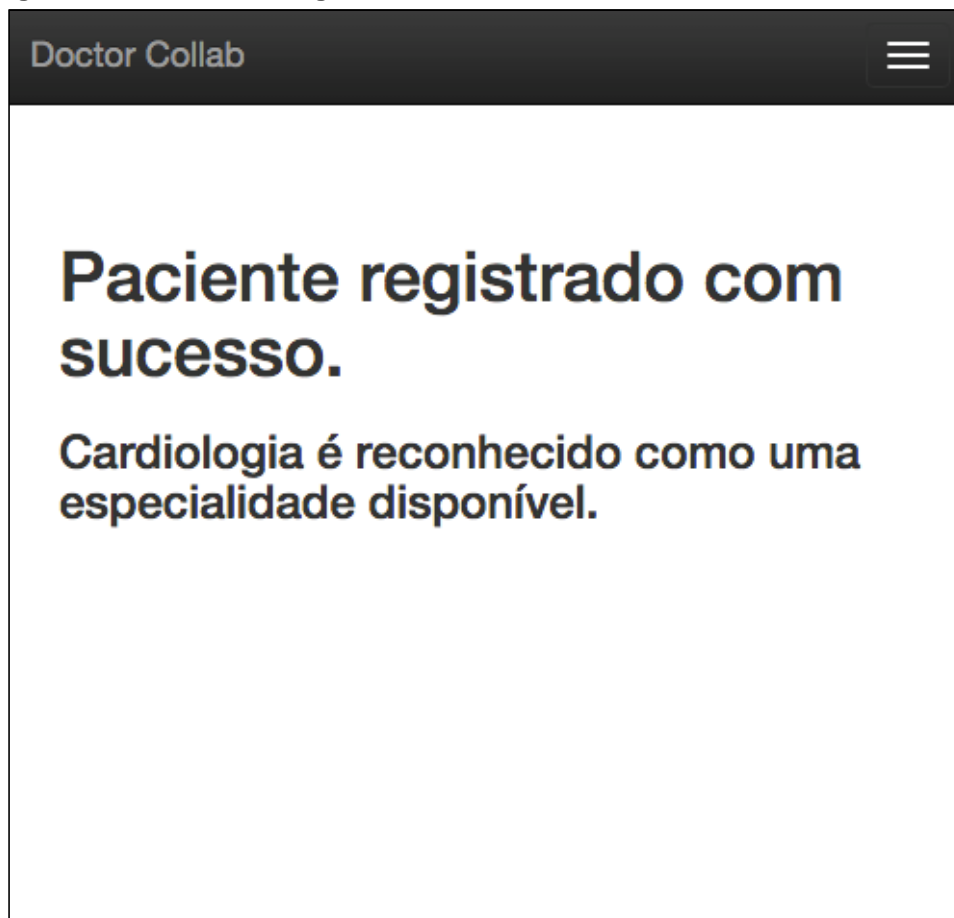 Doctor Collab
Paciente registrado com
sucesso.
Cardiologia é reconhecido como uma
especialidade disponível.